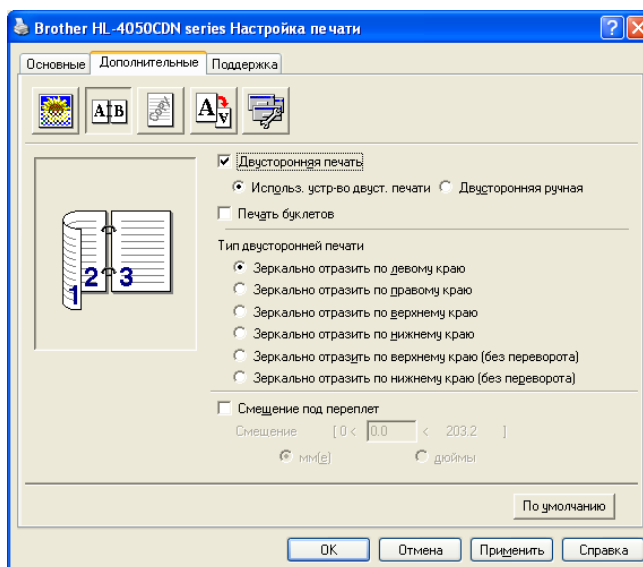 Brother HL-4050CDN series Настройка печати
Основные Дополнительные Поддержка
A B A A
Двусторонняя печать
Использ. устр-во двуст. печати Двусторонняя ручная
Печать буклетов
Тип двусторонней печати
Зеркально отразить по левому краю
Зеркально отразить по правому краю
Зеркально отразить по верхнему краю
Зеркально отразить по нижнему краю
Зеркально отразить по верхнему краю (без переворота)
Зеркально отразить по нижнему краю (без переворота)
1 2 3
Смещение под переплет
Смещение [ 0 < 0.0 < 203.2 ]
мм(е) дюймы
По умолчанию
OK Отмена Применить Справка